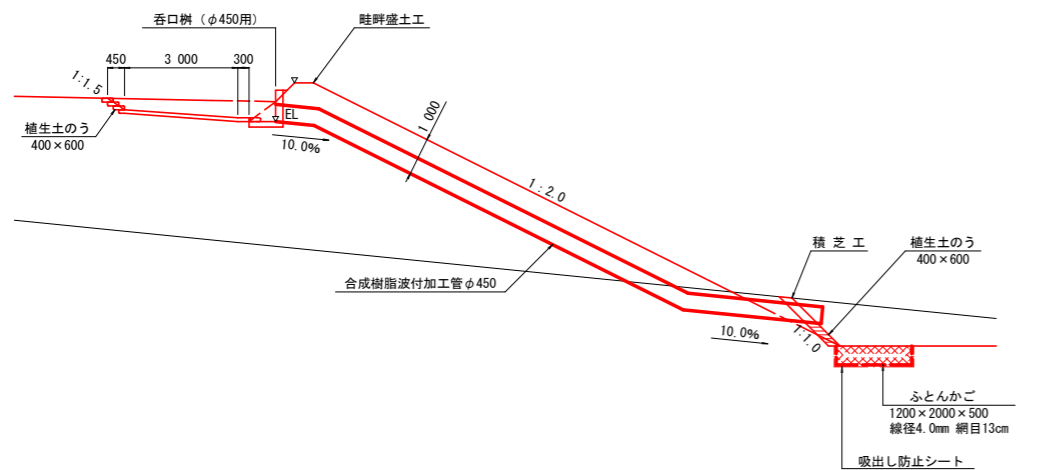 呑口桝 (φ450用)
畦畔盛土工
450
3 000
300
1:1.5
植生土のう
400×600
EL
10.0%
1 000
1:2.0
合成樹脂波付加工管φ450
積 芝 工
植生土のう
400×600
10.0%
1:1.0
ふとんかご
1200×2000×500
線径4.0mm 網目13cm
吸出し防止シート